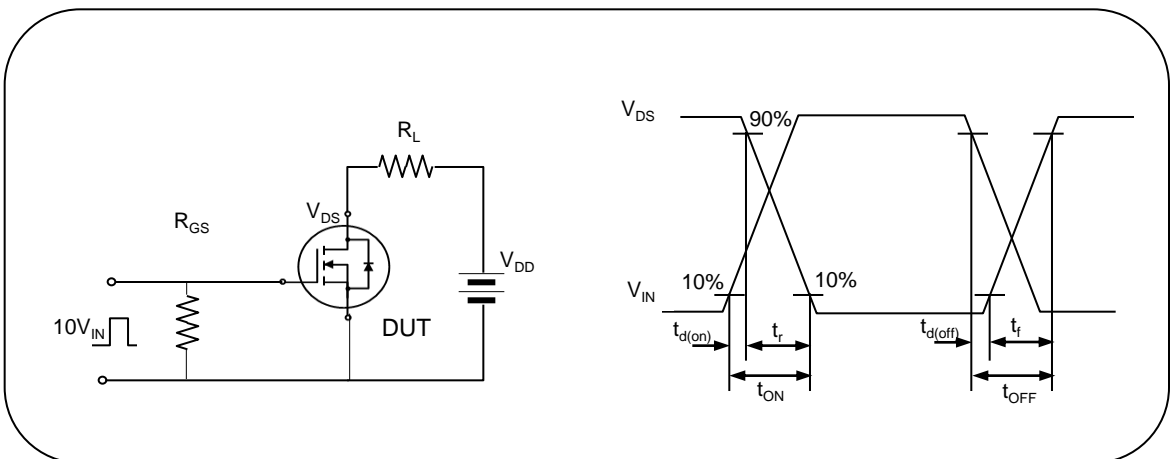 R_L
V_DS
R_GS
V_DD
10V_IN
DUT
V_DS
90%
10%
10%
V_IN
t_d(on)
t_r
t_d(off)
t_f
t_ON
t_OFF